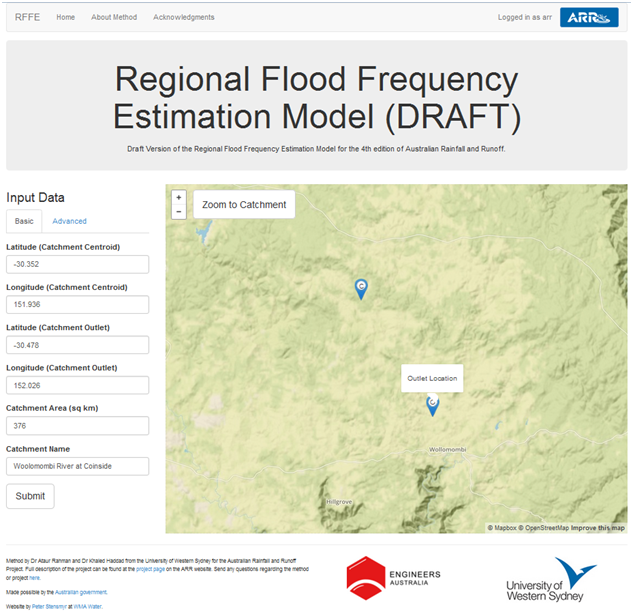 RFFE Home About Method Acknowledgments Logged in as arr ARR
Regional Flood Frequency
Estimation Model (DRAFT)
Draft Version of the Regional Flood Frequency Estimation Model for the 4th edition of Australian Rainfall and Runoff.
Input Data
Basic Advanced
Latitude (Catchment Centroid)
-30.352
Longitude (Catchment Centroid)
151.936
Latitude (Catchment Outlet)
-30.478
Longitude (Catchment Outlet)
152.026
Catchment Area (sq km)
376
Catchment Name
Woolomombi River at Coinside
Submit
+
-
Zoom to Catchment
Outlet Location
Wollomombi
Hillgrove
© Mapbox © OpenStreetMap Improve this map
Method by Dr Ataur Rahman and Dr Khaled Haddad from the University of Western Sydney for the Australian Rainfall and Runoff
Project. Full description of the project can be found at the project page on the ARR website. Send any questions regarding the method
or project here.
Made possible by the Australian government.
Website by Peter Stensmyr at WMA Water.
ENGINEERS
AUSTRALIA
University of
Western Sydney